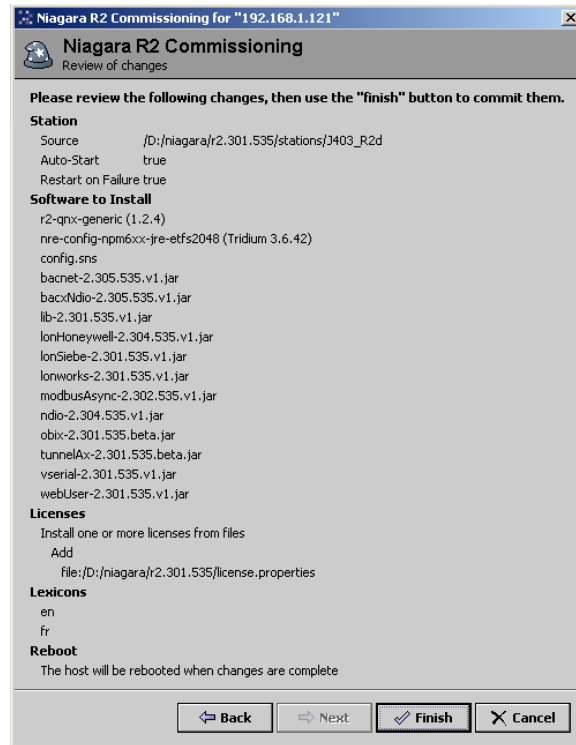 Niagara R2 Commissioning for "192.168.1.121"
Niagara R2 Commissioning
Review of changes
Please review the following changes, then use the "finish" button to commit them.
Station
Source /D:/niagara/r2.301.535/stations/J403_R2d
Auto-Start true
Restart on Failure true
Software to Install
r2-qnx-generic (1.2.4)
nre-config-npm6xx-jre-etfs2048 (Tridium 3.6.42)
config.sns
bacnet-2.305.535.v1.jar
bacxNdio-2.305.535.v1.jar
lib-2.301.535.v1.jar
lonHoneywell-2.304.535.v1.jar
lonSiebe-2.301.535.v1.jar
lonworks-2.301.535.v1.jar
modbusAsync-2.302.535.v1.jar
ndio-2.304.535.v1.jar
obix-2.301.535.beta.jar
tunnelAx-2.301.535.beta.jar
vserial-2.301.535.v1.jar
webUser-2.301.535.v1.jar
Licenses
Install one or more licenses from files
Add
file:/D:/niagara/r2.301.535/license.properties
Lexicons
en
fr
Reboot
The host will be rebooted when changes are complete
Back Next Finish Cancel